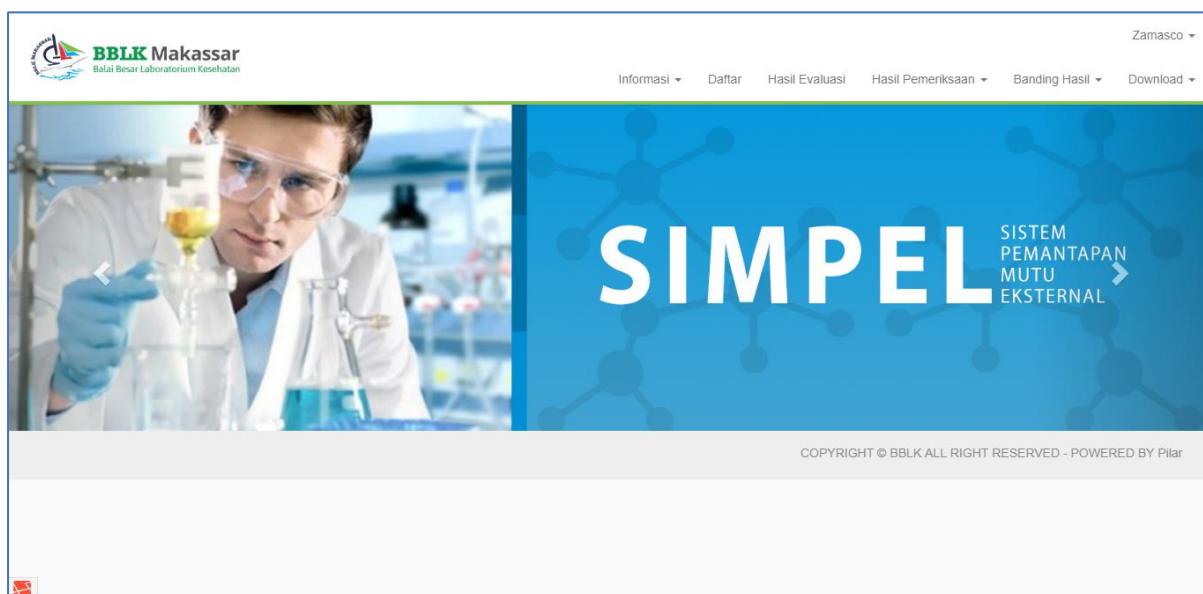 Zamasco
BBLK Makassar
Balai Besar Laboratorium Kesehatan
Informasi Daftar Hasil Evaluasi Hasil Pemeriksaan Banding Hasil Download
SIMPEL
SISTEM
PEMANTAPAN
MUTU
EKSTERNAL
COPYRIGHT © BBLK ALL RIGHT RESERVED - POWERED BY Pilar